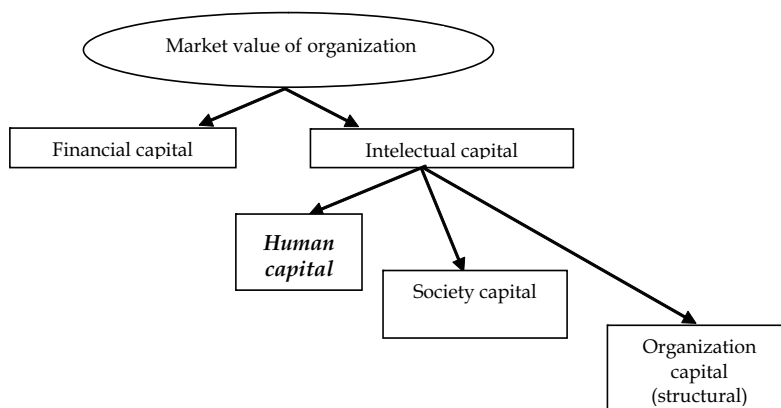 Market value of organization
Financial capital
Intelectual capital
Human
capital
Society capital
Organization
capital
(structural)